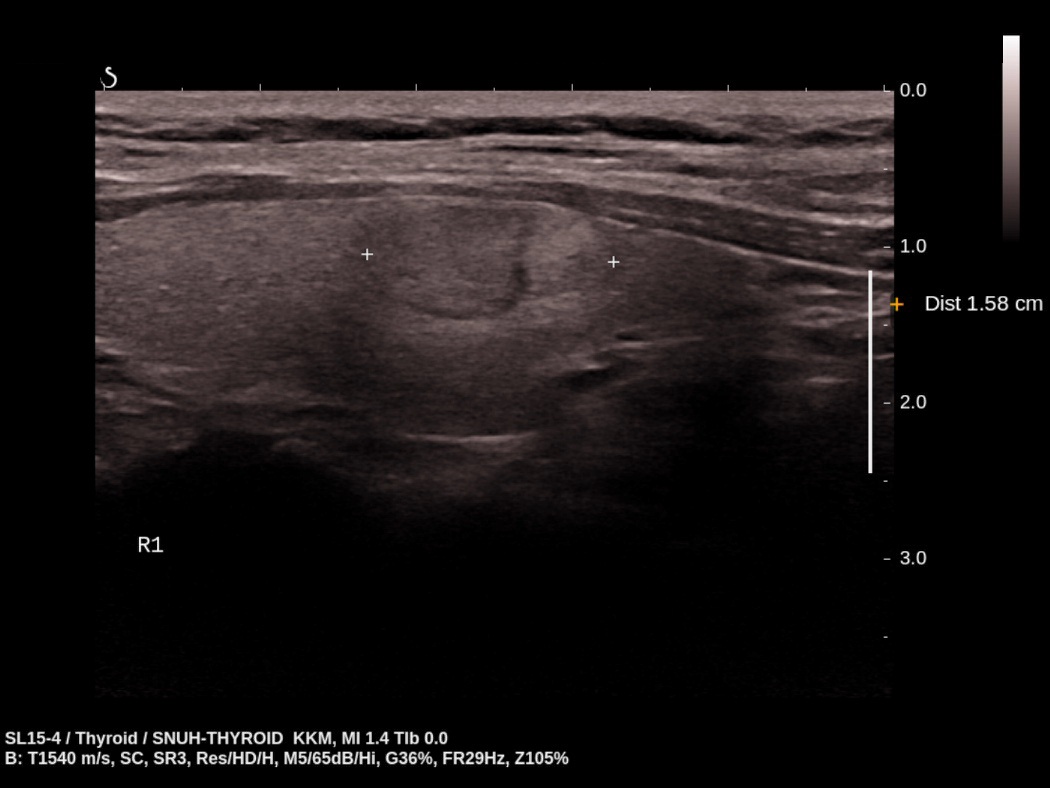 S
0.0
1.0
Dist 1.58 cm
2.0
R1
3.0
SL15-4 / Thyroid / SNUH-THYROID KKM, MI 1.4 TIb 0.0
B: T1540 m/s, SC, SR3, Res/HD/H, M5/65dB/Hi, G36%, FR29Hz, Z105%